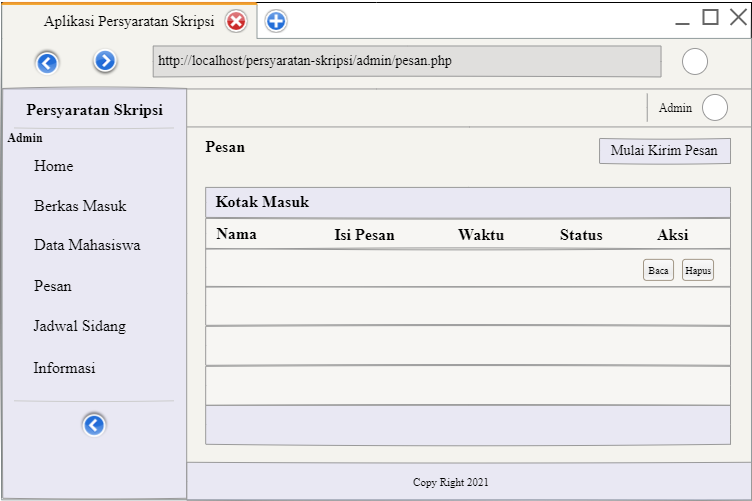 Aplikasi Persyaratan Skripsi
http://localhost/persyaratan-skripsi/admin/pesan.php
Persyaratan Skripsi
Admin
Home
Berkas Masuk
Data Mahasiswa
Pesan
Jadwal Sidang
Informasi
Admin
Pesan
Mulai Kirim Pesan
Kotak Masuk
Nama Isi Pesan Waktu Status Aksi
Baca Hapus
Copy Right 2021